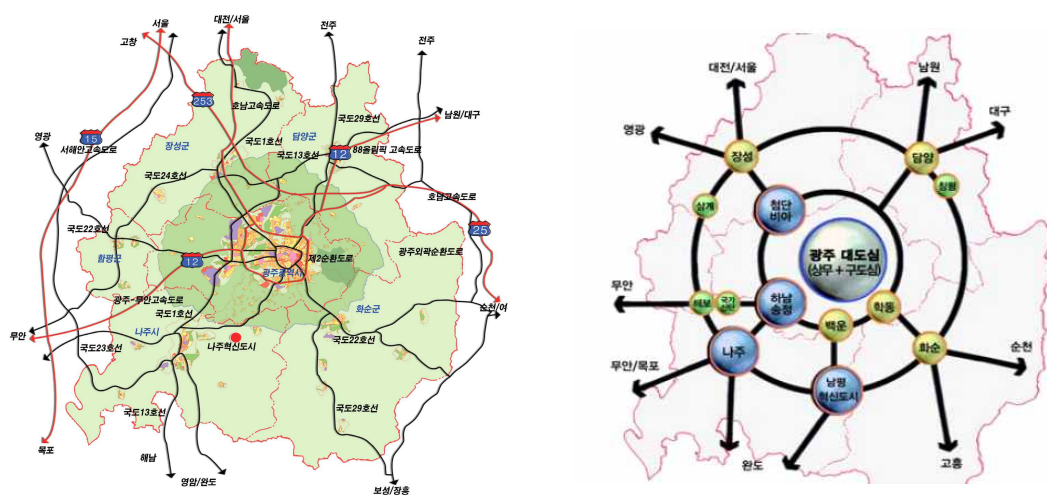 서울
대전/서울
고창
전주
전주
253
호남고속도로
국도29호선
남원/대구
영광
15
서해안고속도로
장성군
국도1호선
담양군
국도13호선
12
88올림픽 고속도로
국도24호선
호남고속도로
국도22호선
25
함평군
12
제2순환도로
광주외곽순환도로
광주광역시
광주-무안고속도로
국도1호선
화순군
순천/여
무안
나주시
국도22호선
국도23호선
나주혁신도시
국도13호선
국도29호선
목포
해남
영암/완도
보성/장흥
대전/서울
남원
대구
영광
장성
담양
창평
삼계
첨단
비아
광주 대도심
(상무+구도심)
무안
해보
국가
산단
하남
송정
백운
학동
나주
화순
순천
무안/목포
남평
혁신도시
완도
고흥